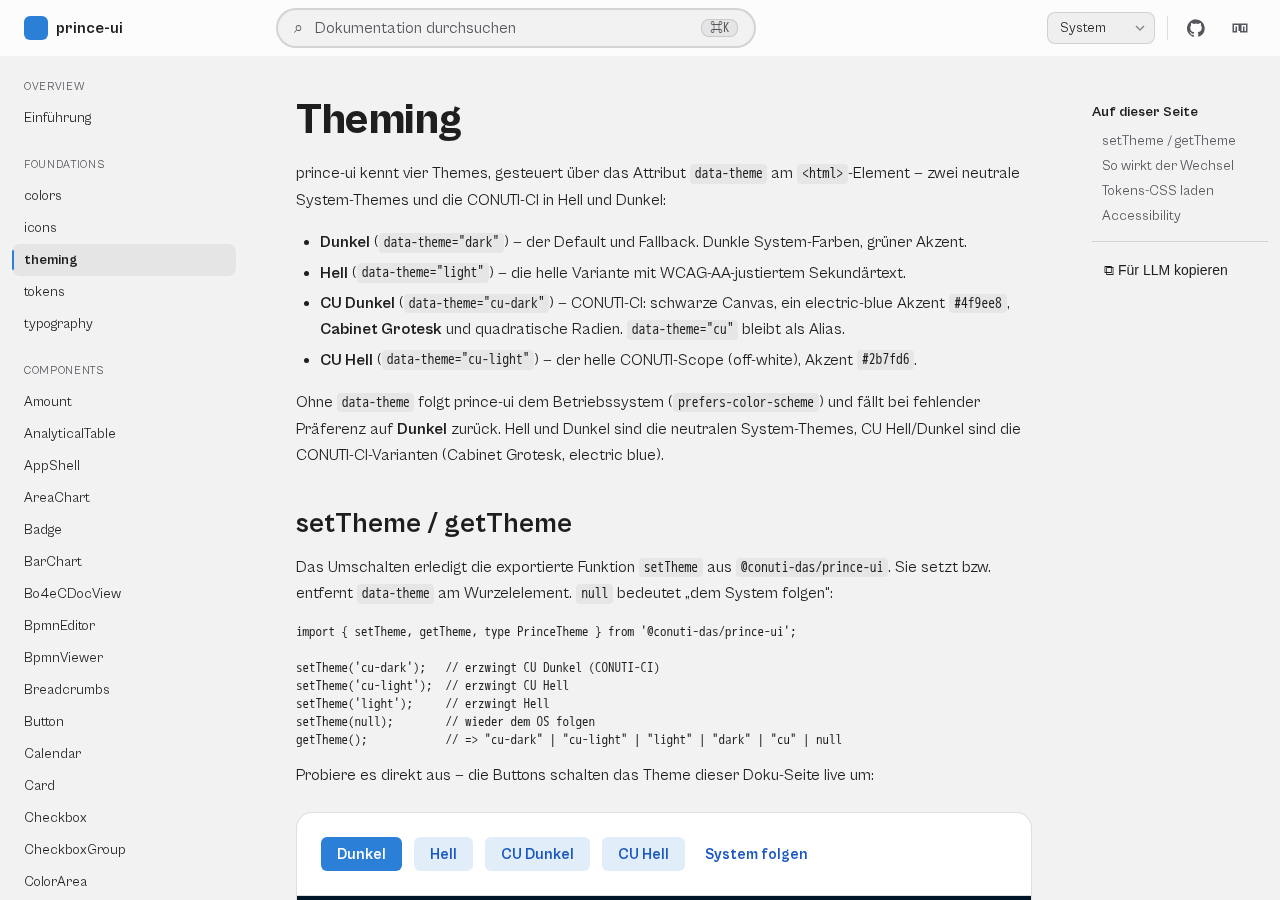 prince-ui
Dokumentation durchsuchen
⌘K
System
OVERVIEW
Einführung
FOUNDATIONS
colors
icons
theming
tokens
typography
COMPONENTS
Amount
AnalyticalTable
AppShell
AreaChart
Badge
BarChart
Bo4eCDocView
BpmnEditor
BpmnViewer
Breadcrumbs
Button
Calendar
Card
Checkbox
CheckboxGroup
ColorArea
Theming
prince-ui kennt vier Themes, gesteuert über das Attribut data-theme am <html>-Element – zwei neutrale
System-Themes und die CONUTI-CI in Hell und Dunkel:
• Dunkel (data-theme="dark") – der Default und Fallback. Dunkle System-Farben, grüner Akzent.
• Hell (data-theme="light") – die helle Variante mit WCAG-AA-justiertem Sekundärtext.
• CU Dunkel (data-theme="cu-dark") – CONUTI-CI: schwarze Canvas, ein electric-blue Akzent #4f9ee8,
Cabinet Grotesk und quadratische Radien. data-theme="cu" bleibt als Alias.
• CU Hell (data-theme="cu-light") – der helle CONUTI-Scope (off-white), Akzent #2b7fd6.
Ohne data-theme folgt prince-ui dem Betriebssystem (prefers-color-scheme) und fällt bei fehlender
Präferenz auf Dunkel zurück. Hell und Dunkel sind die neutralen System-Themes, CU Hell/Dunkel sind die
CONUTI-CI-Varianten (Cabinet Grotesk, electric blue).
setTheme / getTheme
Das Umschalten erledigt die exportierte Funktion setTheme aus @conuti-das/prince-ui. Sie setzt bzw.
entfernt data-theme am Wurzelelement. null bedeutet „dem System folgen“:
import { setTheme, getTheme, type PrinceTheme } from '@conuti-das/prince-ui';
setTheme('cu-dark');   // erzwingt CU Dunkel (CONUTI-CI)
setTheme('cu-light');  // erzwingt CU Hell
setTheme('light');     // erzwingt Hell
setTheme(null);        // wieder dem OS folgen
getTheme();            // => "cu-dark" | "cu-light" | "light" | "dark" | "cu" | null
Probiere es direkt aus – die Buttons schalten das Theme dieser Doku-Seite live um:
Dunkel
Hell
CU Dunkel
CU Hell
System folgen
Auf dieser Seite
setTheme / getTheme
So wirkt der Wechsel
Tokens-CSS laden
Accessibility
⧉ Für LLM kopieren